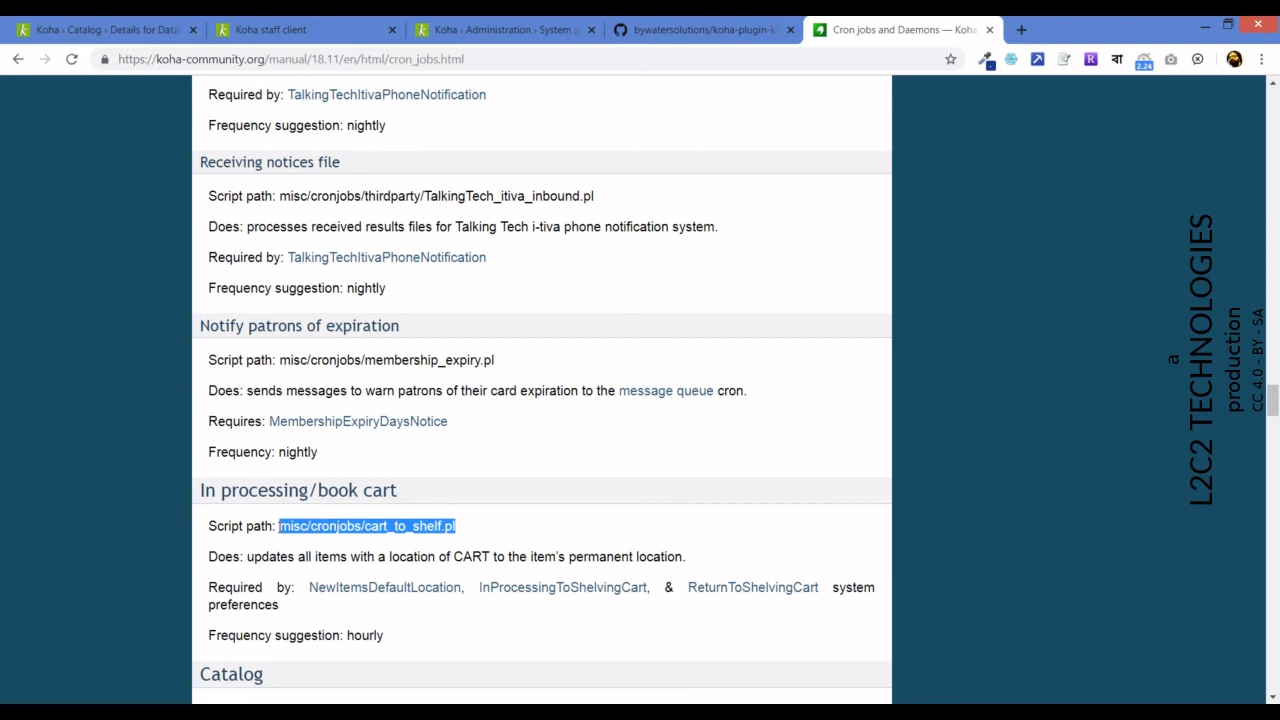 Koha › Catalog › Details for Data
Koha staff client
Koha › Administration › System p
bywatersolutions/koha-plugin-k
Cron jobs and Daemons — Koha
https://koha-community.org/manual/18.11/en/html/cron_jobs.html
বা
2.24
Required by: TalkingTechItivaPhoneNotification
Frequency suggestion: nightly
Receiving notices file
Script path: misc/cronjobs/thirdparty/TalkingTech_itiva_inbound.pl
Does: processes received results files for Talking Tech i-tiva phone notification system.
Required by: TalkingTechItivaPhoneNotification
Frequency suggestion: nightly
Notify patrons of expiration
Script path: misc/cronjobs/membership_expiry.pl
Does: sends messages to warn patrons of their card expiration to the message queue cron.
Requires: MembershipExpiryDaysNotice
Frequency: nightly
In processing/book cart
Script path: misc/cronjobs/cart_to_shelf.pl
Does: updates all items with a location of CART to the item’s permanent location.
Required by: NewItemsDefaultLocation, InProcessingToShelvingCart, & ReturnToShelvingCart system
preferences
Frequency suggestion: hourly
Catalog
a
L2C2 TECHNOLOGIES
production
CC 4.0 - BY - SA